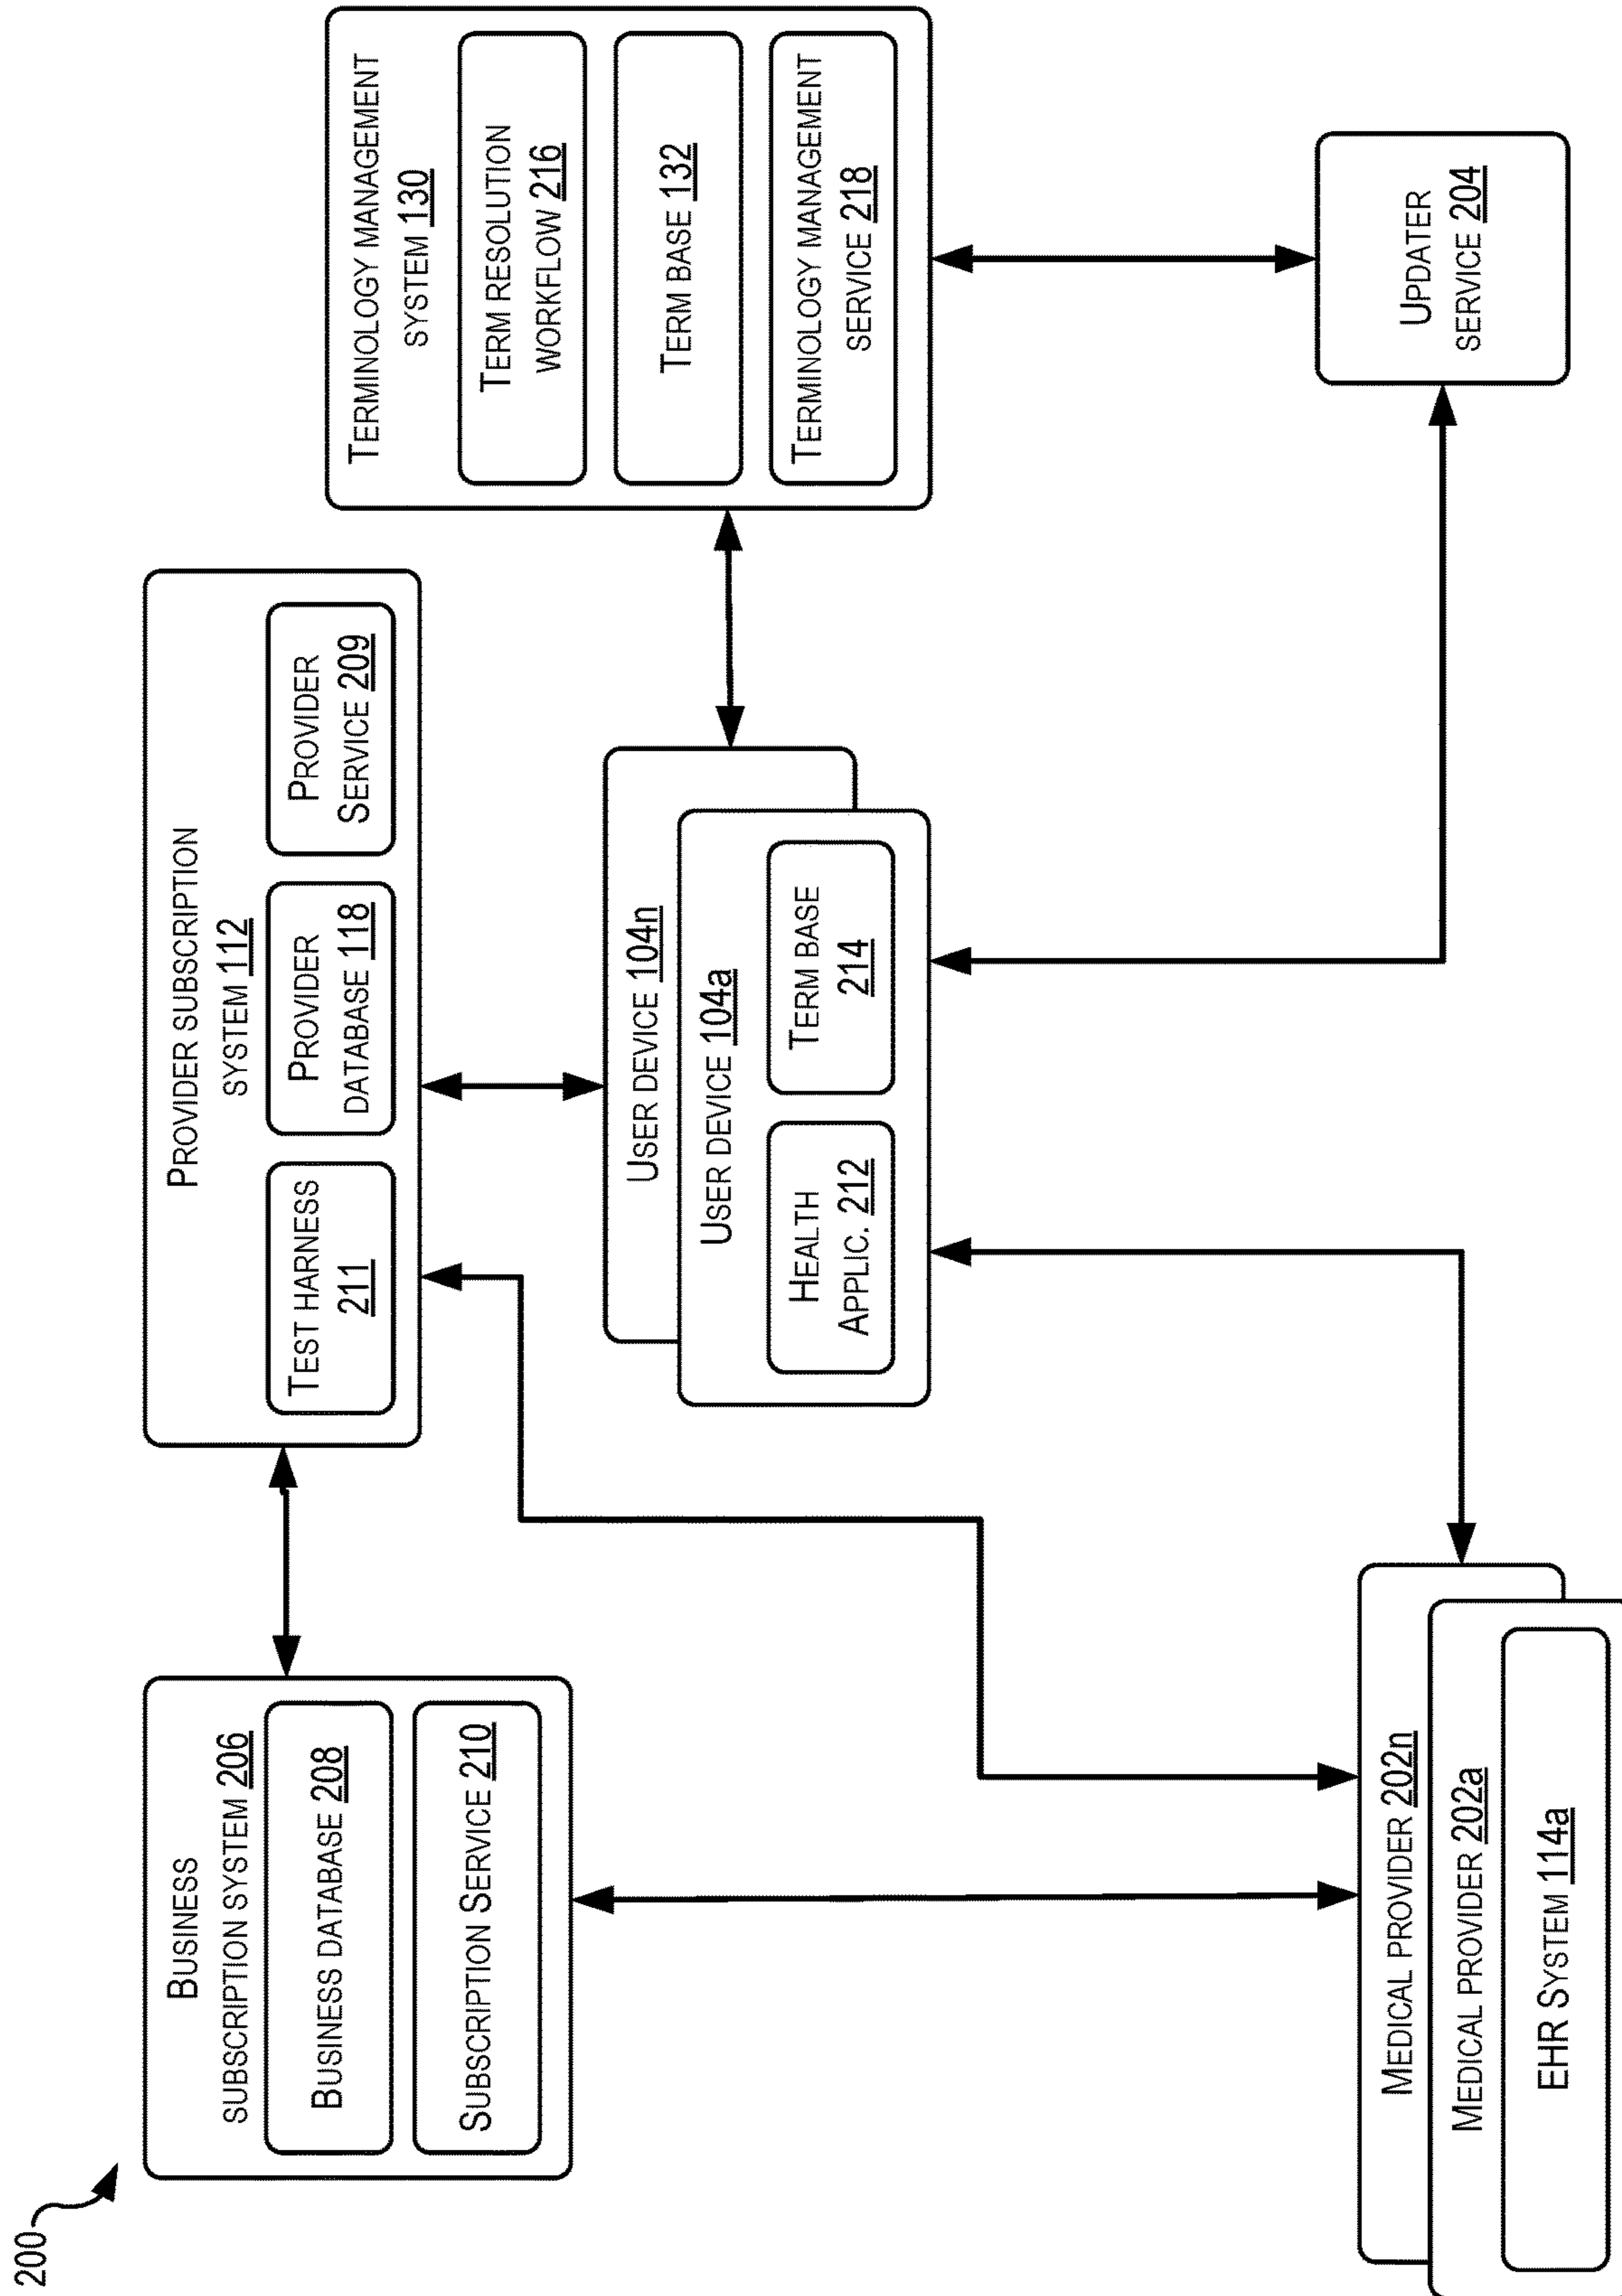 200
BUSINESS
SUBSCRIPTION SYSTEM 206
BUSINESS DATABASE 208
SUBSCRIPTION SERVICE 210
PROVIDER SUBSCRIPTION
SYSTEM 112
TEST HARNESS
211
PROVIDER
DATABASE 118
PROVIDER
SERVICE 209
TERMINOLOGY MANAGEMENT
SYSTEM 130
TERM RESOLUTION
WORKFLOW 216
TERM BASE 132
TERMINOLOGY MANAGEMENT
SERVICE 218
USER DEVICE 104n
USER DEVICE 104a
HEALTH
APPLIC. 212
TERM BASE
214
MEDICAL PROVIDER 202n
MEDICAL PROVIDER 202a
EHR SYSTEM 114a
UPDATER
SERVICE 204